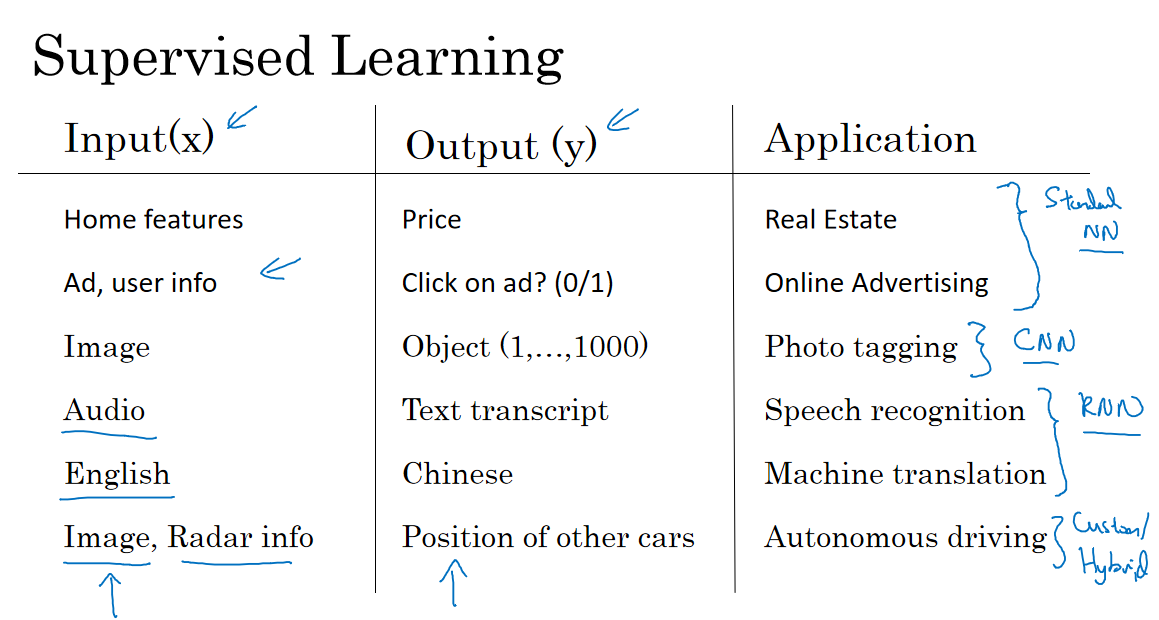 Supervised Learning
Input(x) Output (y) Application
Home features Price Real Estate Standard
NN
Ad, user info Click on ad? (0/1) Online Advertising
Image Object (1,...,1000) Photo tagging CNN
Audio Text transcript Speech recognition RNN
English Chinese Machine translation
Image, Radar info Position of other cars Autonomous driving Custom/
Hybrid